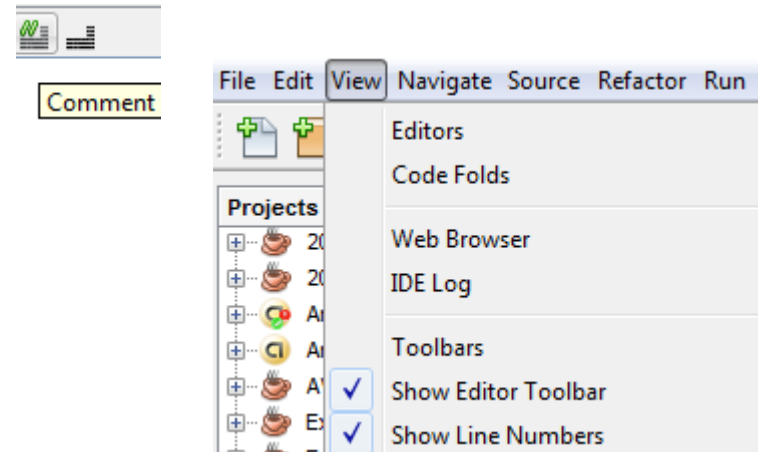 Comment
File Edit View Navigate Source Refactor Run
Editors
Code Folds
Projects
Web Browser
IDE Log
Toolbars
Show Editor Toolbar
Show Line Numbers